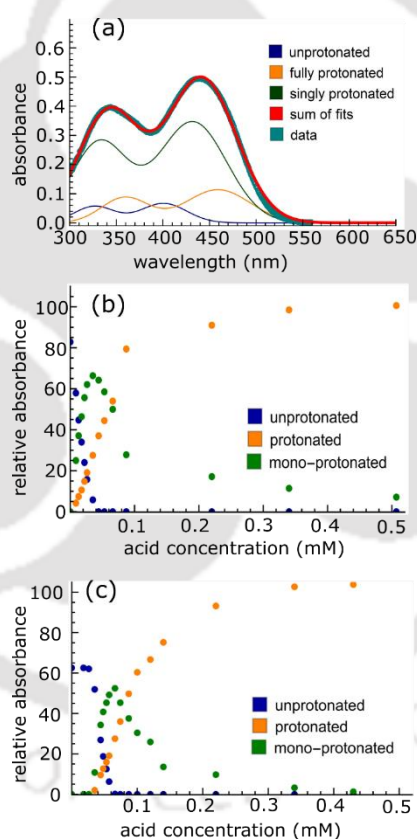 (a)
0.6
0.5
0.4
0.3
0.2
0.1
0.0
absorbance
unprotonated
fully protonated
singly protonated
sum of fits
data
300 350 400 450 500 550 600 650
wavelength (nm)
(b)
100
80
60
40
20
0
relative absorbance
unprotonated
protonated
mono-protonated
0.1 0.2 0.3 0.4 0.5
acid concentration (mM)
(c)
100
80
60
40
20
0
relative absorbance
unprotonated
protonated
mono-protonated
0.1 0.2 0.3 0.4 0.5
acid concentration (mM)